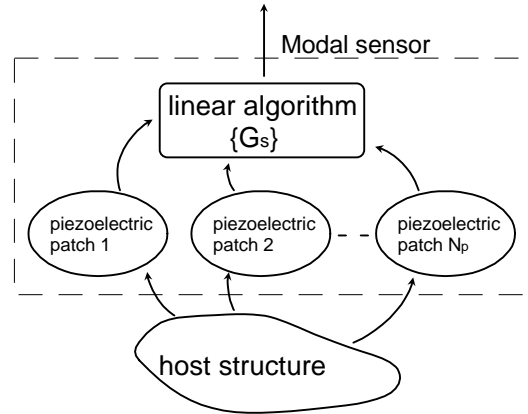 Modal sensor
linear algorithm
{Gs}
piezoelectric
patch 1
piezoelectric
patch 2
piezoelectric
patch Np
host structure